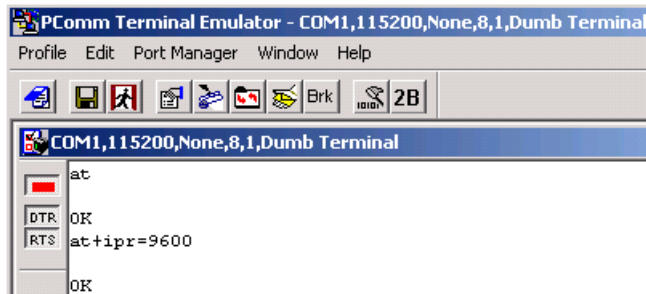 PComm Terminal Emulator - COM1,115200,None,8,1,Dumb Terminal
Profile Edit Port Manager Window Help
Brk 2B
COM1,115200,None,8,1,Dumb Terminal
at
DTR OK
RTS at+ipr=9600
OK